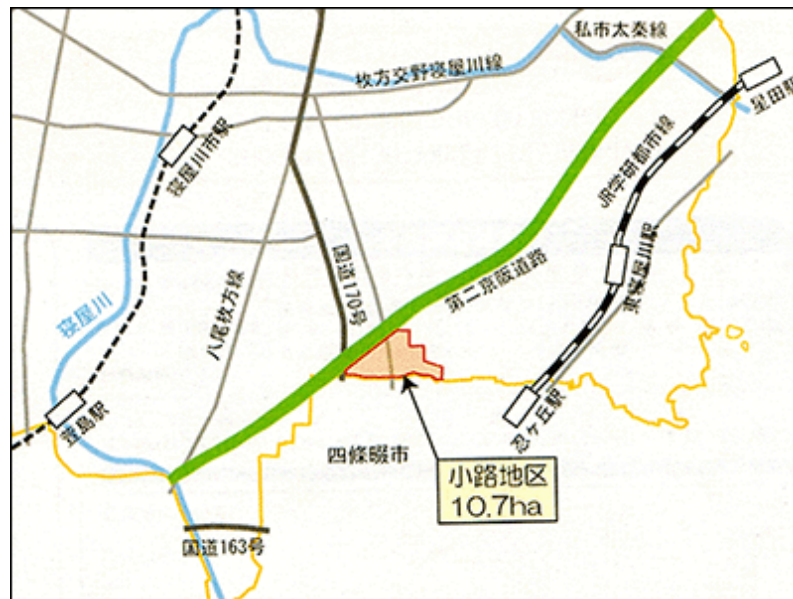 私市太秦線
枚方交野寝屋川線
星田駅
寝屋川市駅
JR学研都市線
国道170号
第二京阪道路
東寝屋川駅
寝屋川
八尾枚方線
萱島駅
忍ヶ丘駅
四條畷市
小路地区
10.7ha
国道163号